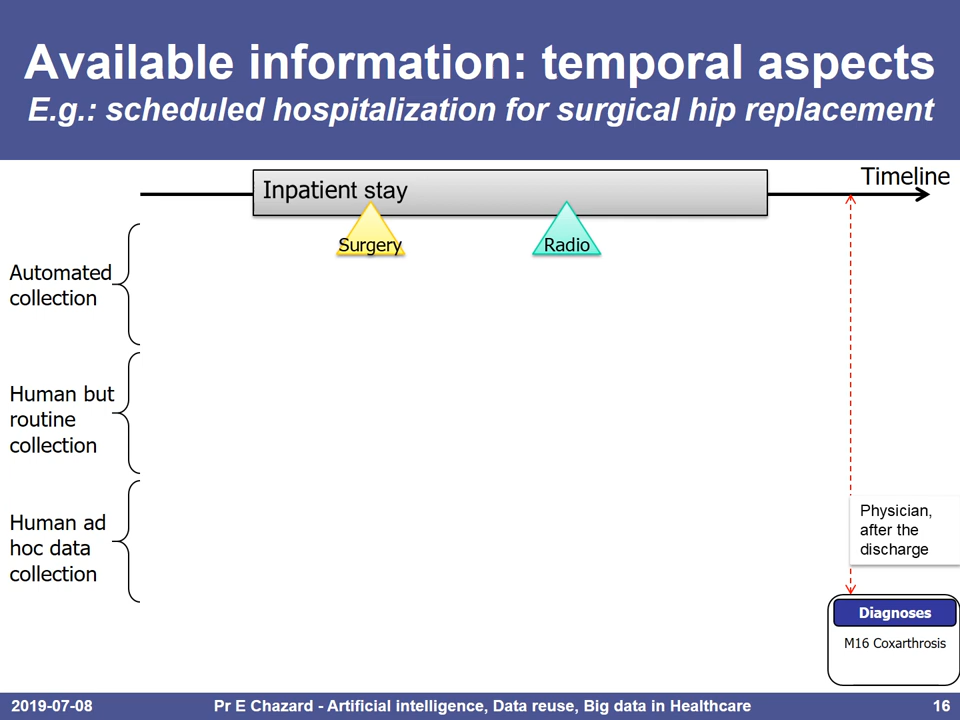 Available information: temporal aspects
E.g.: scheduled hospitalization for surgical hip replacement
Timeline
Inpatient stay
Surgery
Radio
Automated
collection
Human but
routine
collection
Human ad
hoc data
collection
Physician,
after the
discharge
Diagnoses
M16 Coxarthrosis
2019-07-08
Pr E Chazard - Artificial intelligence, Data reuse, Big data in Healthcare
16